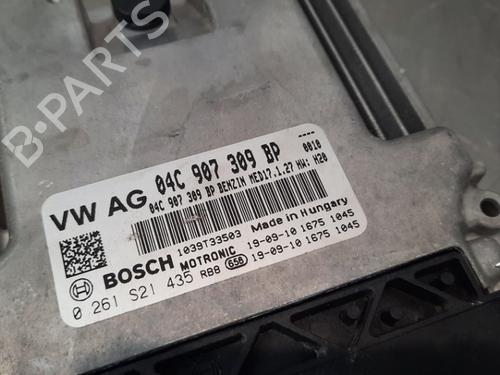 B-PARTS
VW AG 04C 907 309 BP
04C 907 309 BP BENZIN MED17.1.27 HW: H20
----
0010
1039T33503 Made in Hungary
BOSCH MOTRONIC 19-09-10 1675 1045
0 261 S21 435 RBB 658 19-09-10 1675 1045